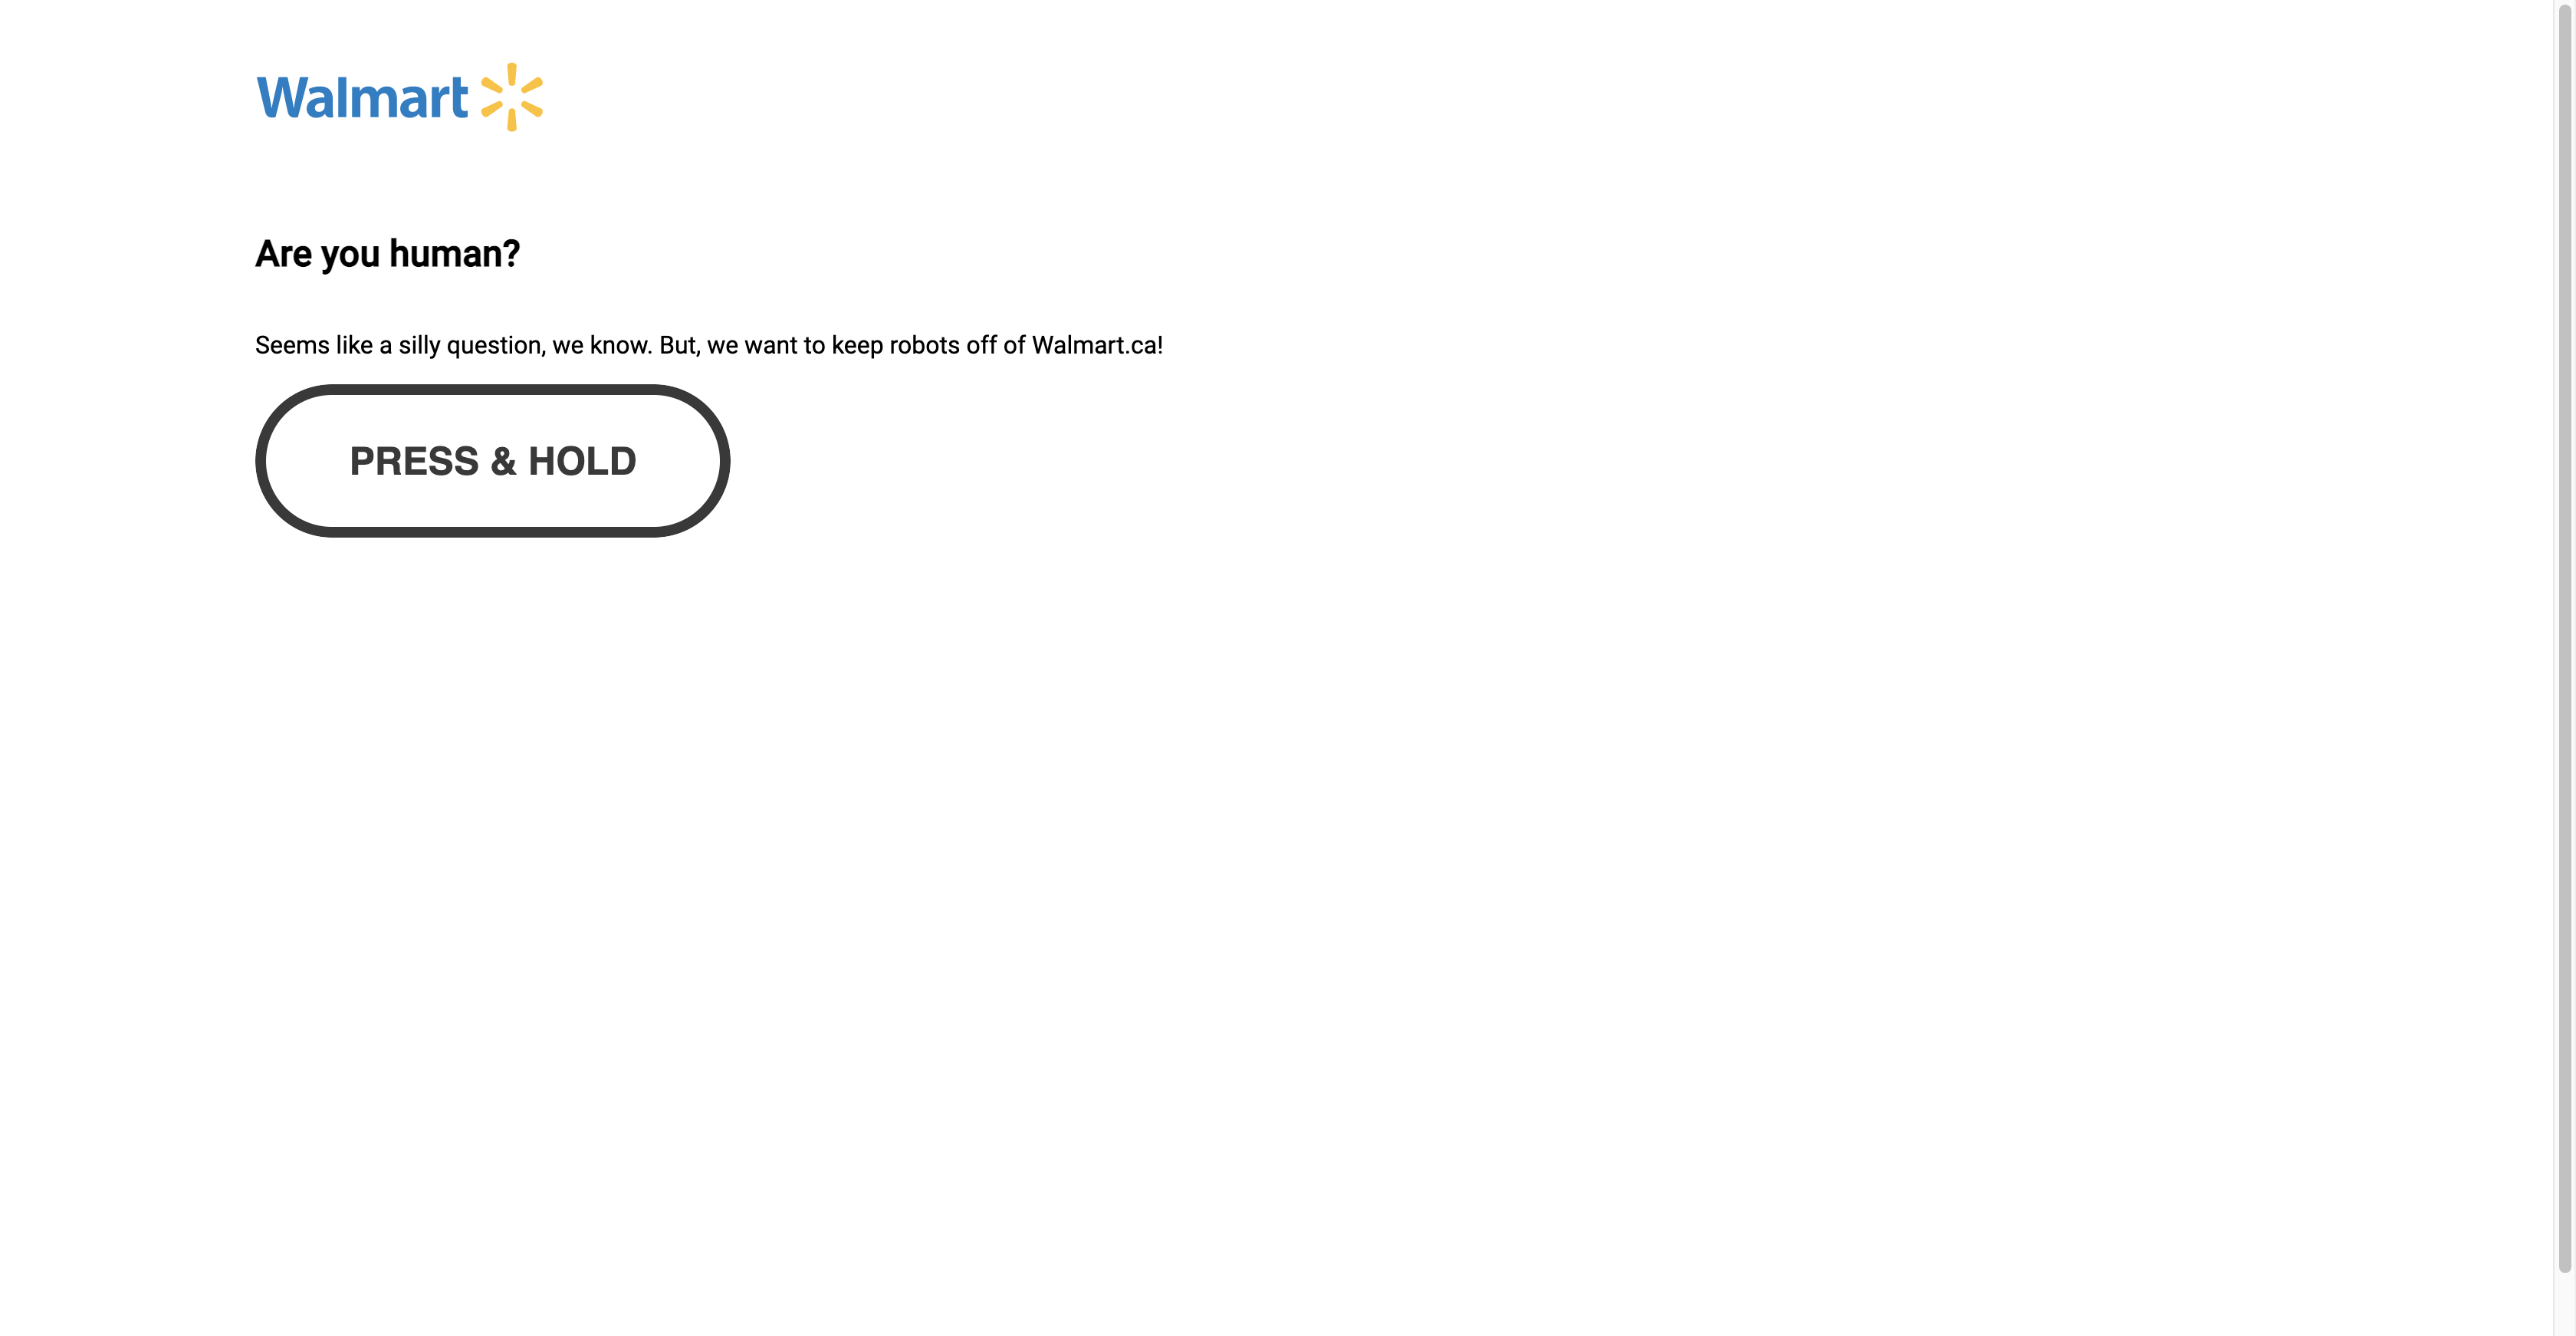 Walmart
Are you human?
Seems like a silly question, we know. But, we want to keep robots off of Walmart.ca!
PRESS & HOLD